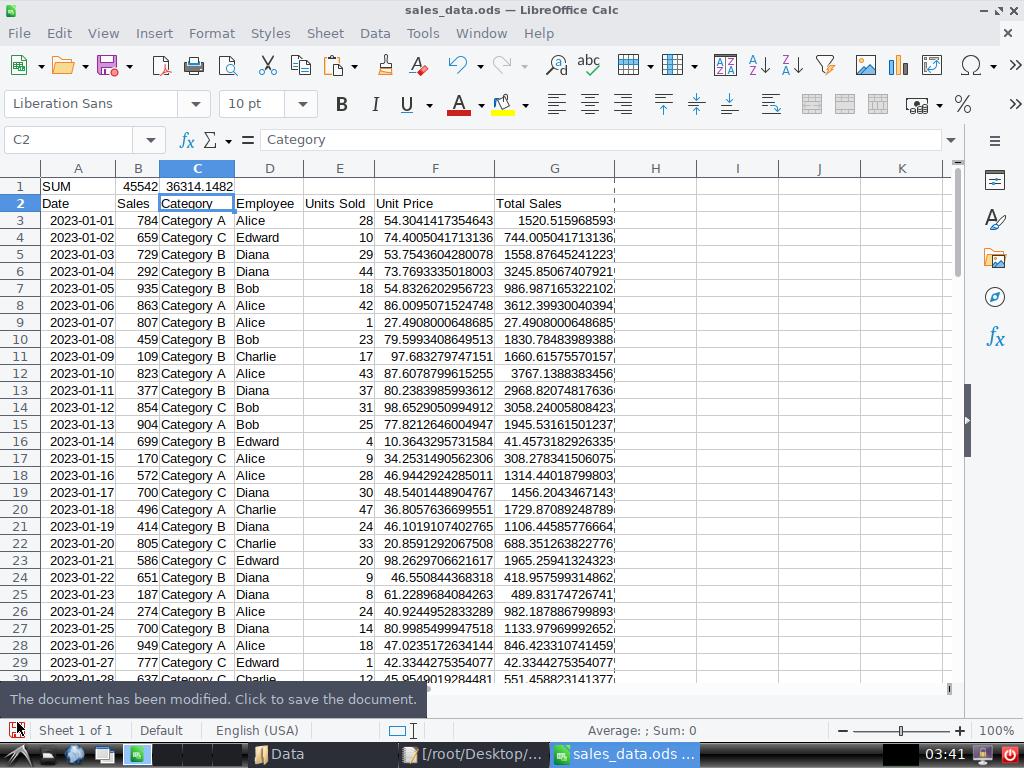 sales_data.ods — LibreOffice Calc
File Edit View Insert Format Styles Sheet Data Tools Window Help
Liberation Sans 10 pt B I U A %
C2 fx Σ = Category
A B C D E F G H I J K
1 SUM 45542 36314.1482
2 Date Sales Category Employee Units Sold Unit Price Total Sales
3 2023-01-01 784 Category A Alice 28 54.3041417354643 1520.515968593
4 2023-01-02 659 Category C Edward 10 74.4005041713136 744.005041713136
5 2023-01-03 729 Category B Diana 29 53.7543604280078 1558.87645241223
6 2023-01-04 292 Category B Diana 44 73.7693335018003 3245.85067407921
7 2023-01-05 935 Category B Bob 18 54.8326202956723 986.987165322102
8 2023-01-06 863 Category A Alice 42 86.0095071524748 3612.39930040394
9 2023-01-07 807 Category B Alice 1 27.4908000648685 27.4908000648685
10 2023-01-08 459 Category B Bob 23 79.5993408649513 1830.78483989388
11 2023-01-09 109 Category B Charlie 17 97.683279747151 1660.61575570157
12 2023-01-10 823 Category A Alice 43 87.6078799615255 3767.1388383456
13 2023-01-11 377 Category B Diana 37 80.2383985993612 2968.82074817636
14 2023-01-12 854 Category C Bob 31 98.6529050994912 3058.24005808423
15 2023-01-13 904 Category A Bob 25 77.8212646004947 1945.53161501237
16 2023-01-14 699 Category B Edward 4 10.3643295731584 41.4573182926335
17 2023-01-15 170 Category C Alice 9 34.2531490562306 308.278341506075
18 2023-01-16 572 Category A Alice 28 46.9442924285011 1314.44018799803
19 2023-01-17 700 Category C Diana 30 48.5401448904767 1456.2043467143
20 2023-01-18 496 Category A Charlie 47 36.8057636699551 1729.87089248789
21 2023-01-19 414 Category B Diana 24 46.1019107402765 1106.44585776664
22 2023-01-20 805 Category C Charlie 33 20.8591292067508 688.351263822776
23 2023-01-21 586 Category C Edward 20 98.2629706621617 1965.25941324323
24 2023-01-22 651 Category B Diana 9 46.550844368318 418.957599314862
25 2023-01-23 187 Category A Diana 8 61.2289684084263 489.83174726741
26 2023-01-24 274 Category B Alice 24 40.9244952833289 982.187886799893
27 2023-01-25 700 Category B Diana 14 80.9985499947518 1133.97969992652
28 2023-01-26 949 Category A Alice 18 47.0235172634144 846.423310741459
29 2023-01-27 777 Category C Edward 1 42.3344275354077 42.3344275354077
30 2023-01-28 637 Category C Charlie 12 45.9549019284481 551.458823141377
The document has been modified. Click to save the document.
Sheet 1 of 1 Default English (USA) Average: ; Sum: 0 100%
Data [/root/Desktop/... sales_data.ods ... 03:41